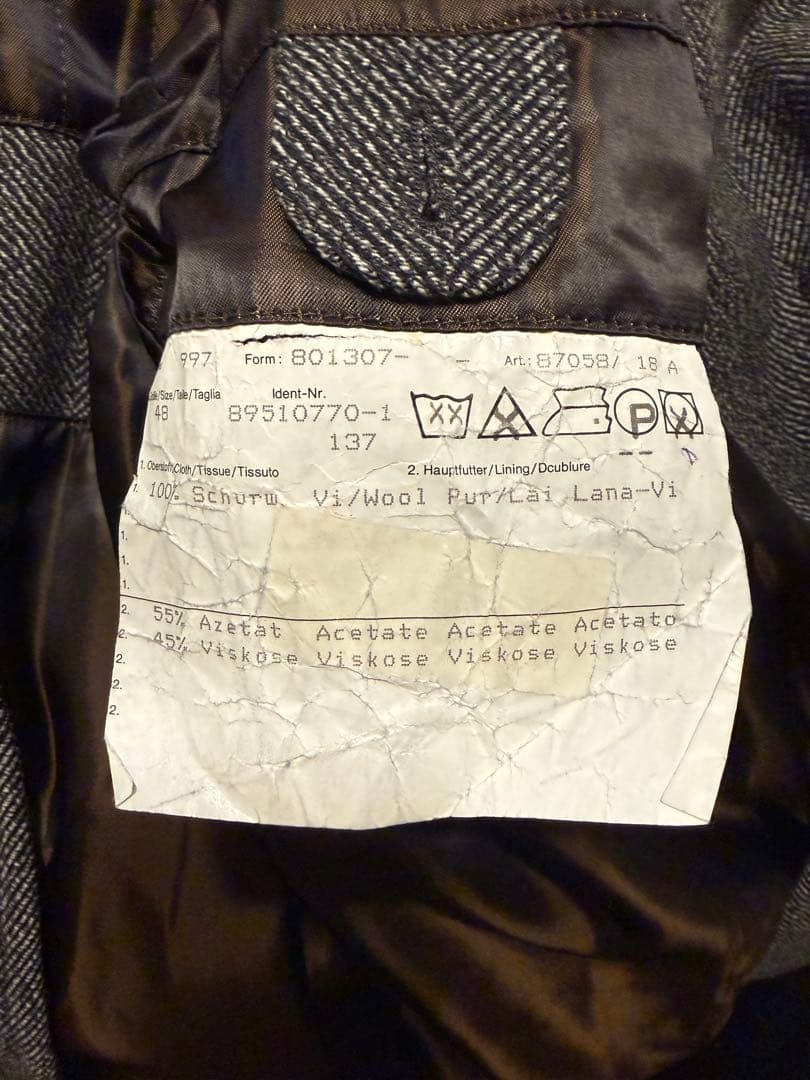 997 Form: 801307- - Art.: 87058/ 18 A
/Size/Taille/Taglia Ident-Nr.
48 89510770-1
137
P
1. Oberstoff/Cloth/Tissue/Tissuto 2. Hauptfutter/Lining/Dcublure
1. 100% Schurw. Vi/Wool Pur/Lai Lana-Vi
1.
1.
1.
1.
2. 55% Azetat Acetate Acetate Acetato
2. 45% Viskose Viskose Viskose Viskose
2.
2.
2.